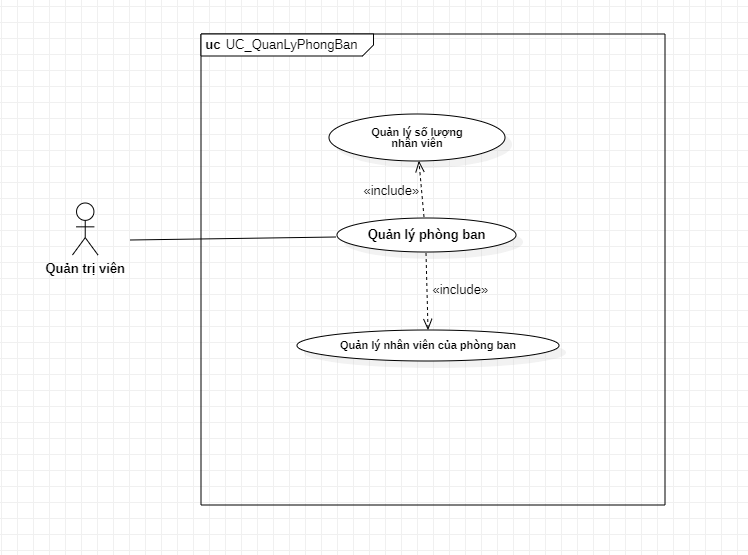 uc UC_QuanLyPhongBan
Quản lý số lượng
nhân viên
«include»
Quản lý phòng ban
Quản trị viên
«include»
Quản lý nhân viên của phòng ban